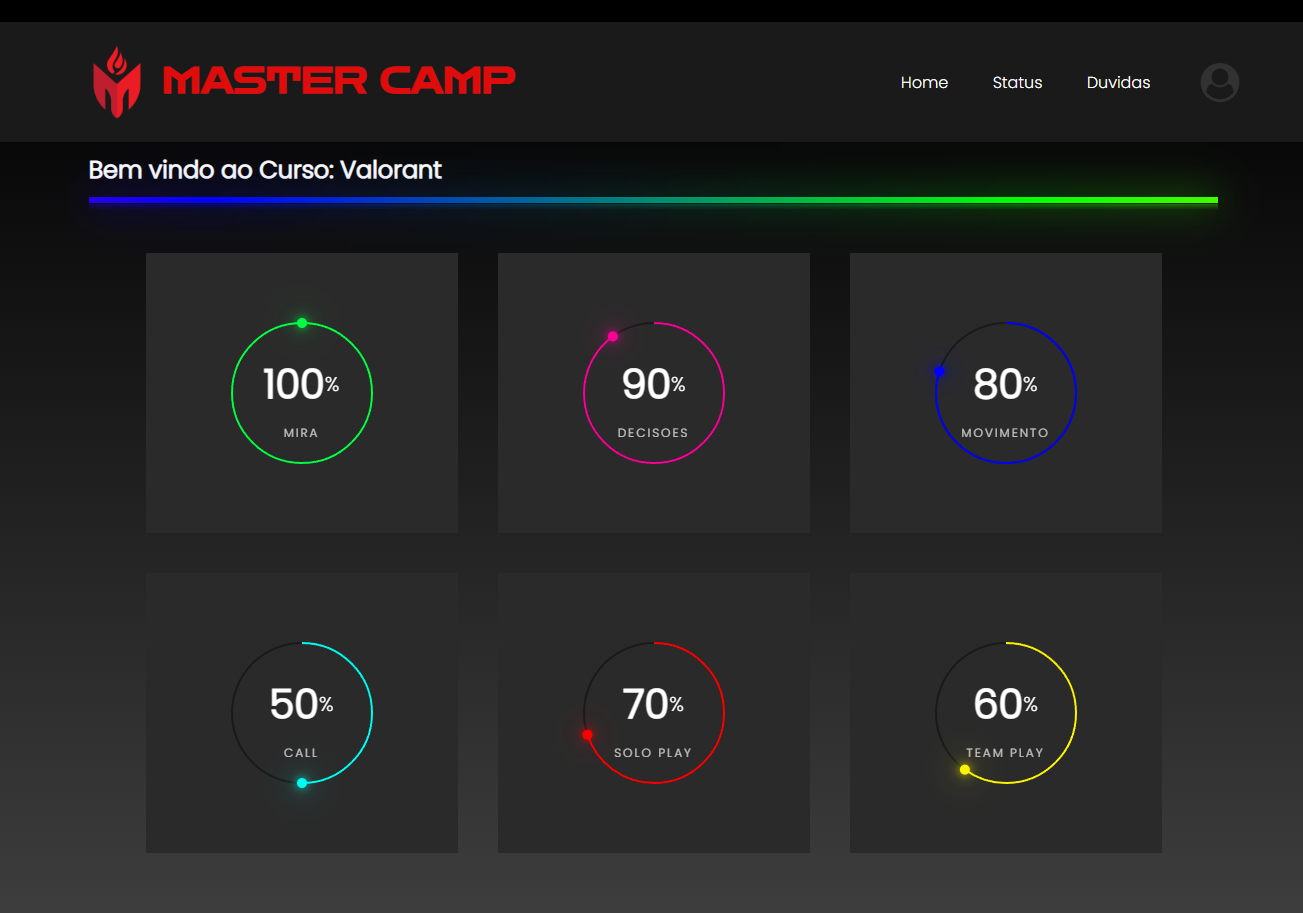 MASTER CAMP
Home Status Duvidas
Bem vindo ao Curso: Valorant
100%
MIRA
90%
DECISOES
80%
MOVIMENTO
50%
CALL
70%
SOLO PLAY
60%
TEAM PLAY